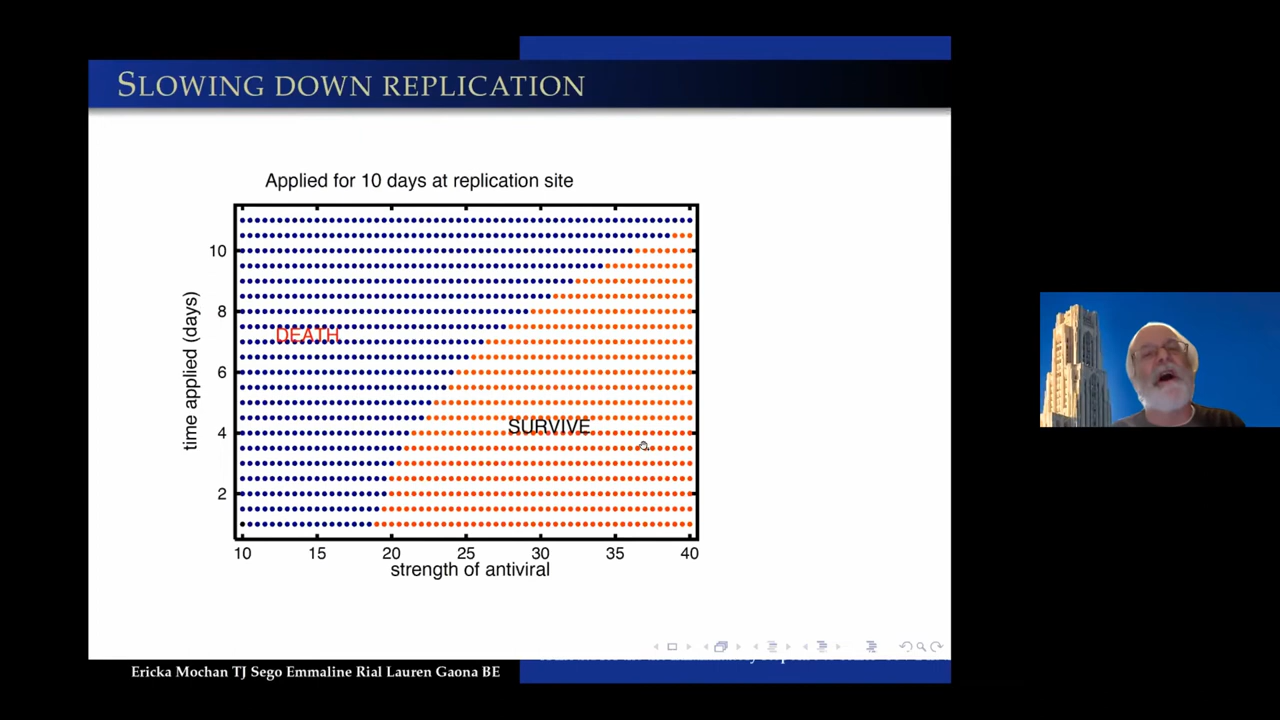 SLOWING DOWN REPLICATION
Applied for 10 days at replication site
time applied (days)
10
8
6
4
2
DEATH
SURVIVE
10 15 20 25 30 35 40
strength of antiviral
Ericka Mochan TJ Sego Emmaline Rial Lauren Gaona BE